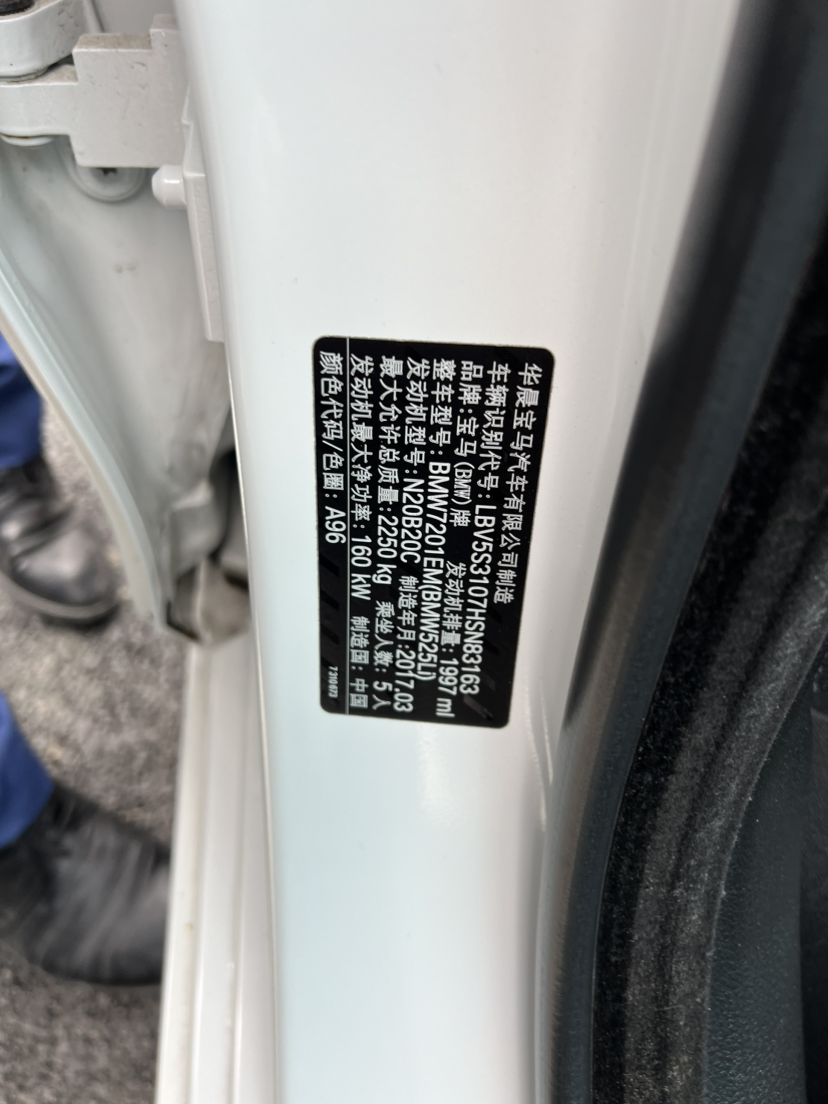 华晨宝马汽车有限公司制造
车辆识别代号:LBV5S3107HSN83163
品牌:宝马(BMW)牌 发动机排量:1997 ml
整车型号:BMW7201EM(BMW525Li)
发动机型号:N20B20C 制造年月:2017.03
最大允许总质量:2250 kg 乘坐人数:5人
发动机最大净功率:160 kW 制造国:中国
颜色代码/色圈:A96 7310673